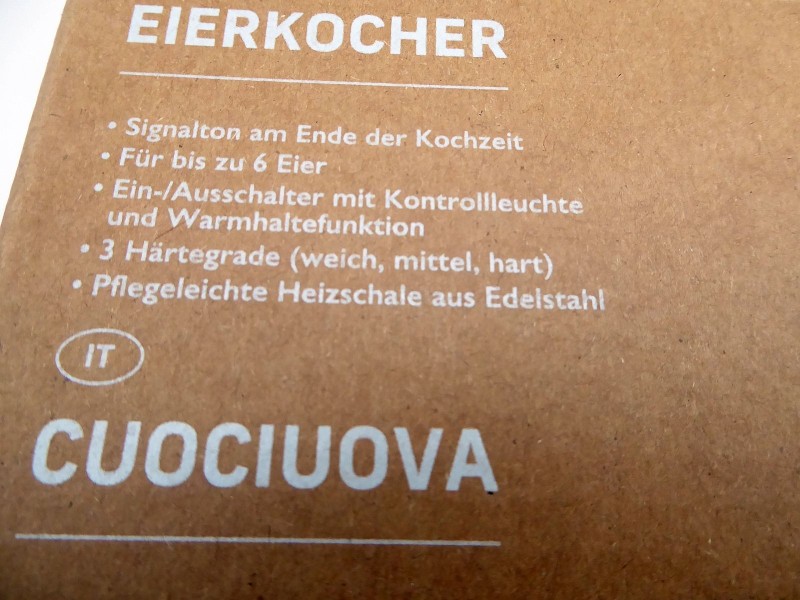 EIERKOCHER
• Signalton am Ende der Kochzeit
• Für bis zu 6 Eier
• Ein-/Ausschalter mit Kontrollleuchte
und Warmhaltefunktion
• 3 Härtegrade (weich, mittel, hart)
• Pflegeleichte Heizschale aus Edelstahl
IT
CUOCIUOVA